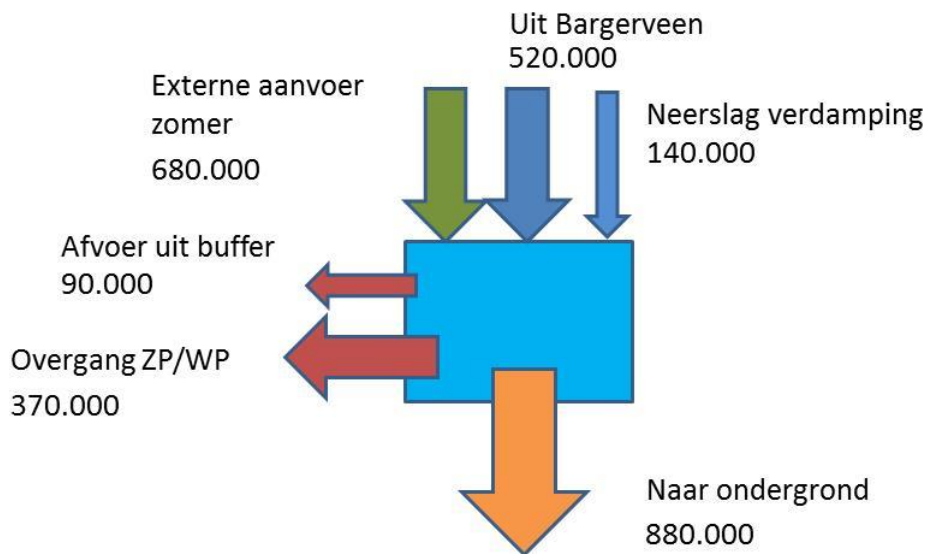 Uit Bargerveen
520.000
Externe aanvoer
zomer
680.000
Neerslag verdamping
140.000
Afvoer uit buffer
90.000
Overgang ZP/WP
370.000
Naar ondergrond
880.000